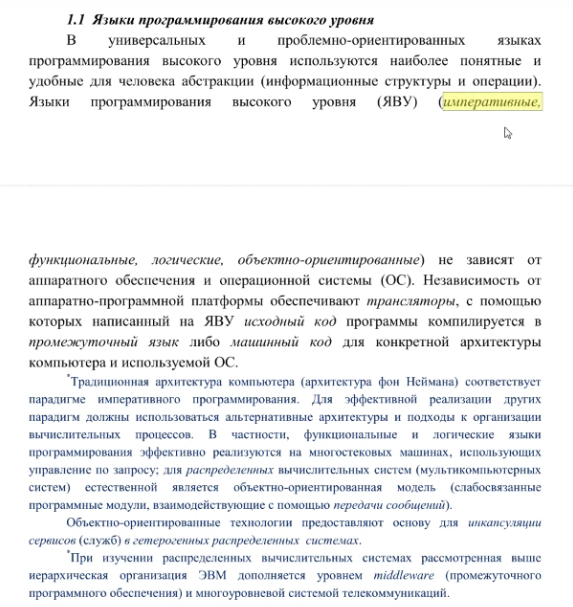 1.1 Языки программирования высокого уровня
В универсальных и проблемно-ориентированных языках
программирования высокого уровня используются наиболее понятные и
удобные для человека абстракции (информационные структуры и операции).
Языки программирования высокого уровня (ЯВУ) (императивные,
функциональные, логические, объектно-ориентированные) не зависят от
аппаратного обеспечения и операционной системы (ОС). Независимость от
аппаратно-программной платформы обеспечивают трансляторы, с помощью
которых написанный на ЯВУ исходный код программы компилируется в
промежуточный язык либо машинный код для конкретной архитектуры
компьютера и используемой ОС.
*Традиционная архитектура компьютера (архитектура фон Неймана) соответствует
парадигме императивного программирования. Для эффективной реализации других
парадигм должны использоваться альтернативные архитектуры и подходы к организации
вычислительных процессов. В частности, функциональные и логические языки
программирования эффективно реализуются на многостековых машинах, использующих
управление по запросу; для распределенных вычислительных систем (мультикомпьютерных
систем) естественной является объектно-ориентированная модель (слабосвязанные
программные модули, взаимодействующие с помощью передачи сообщений).
Объектно-ориентированные технологии предоставляют основу для инкапсуляции
сервисов (служб) в гетерогенных распределенных системах.
*При изучении распределенных вычислительных системах рассмотренная выше
иерархическая организация ЭВМ дополняется уровнем middleware (промежуточного
программного обеспечения) и многоуровневой системой телекоммуникаций.